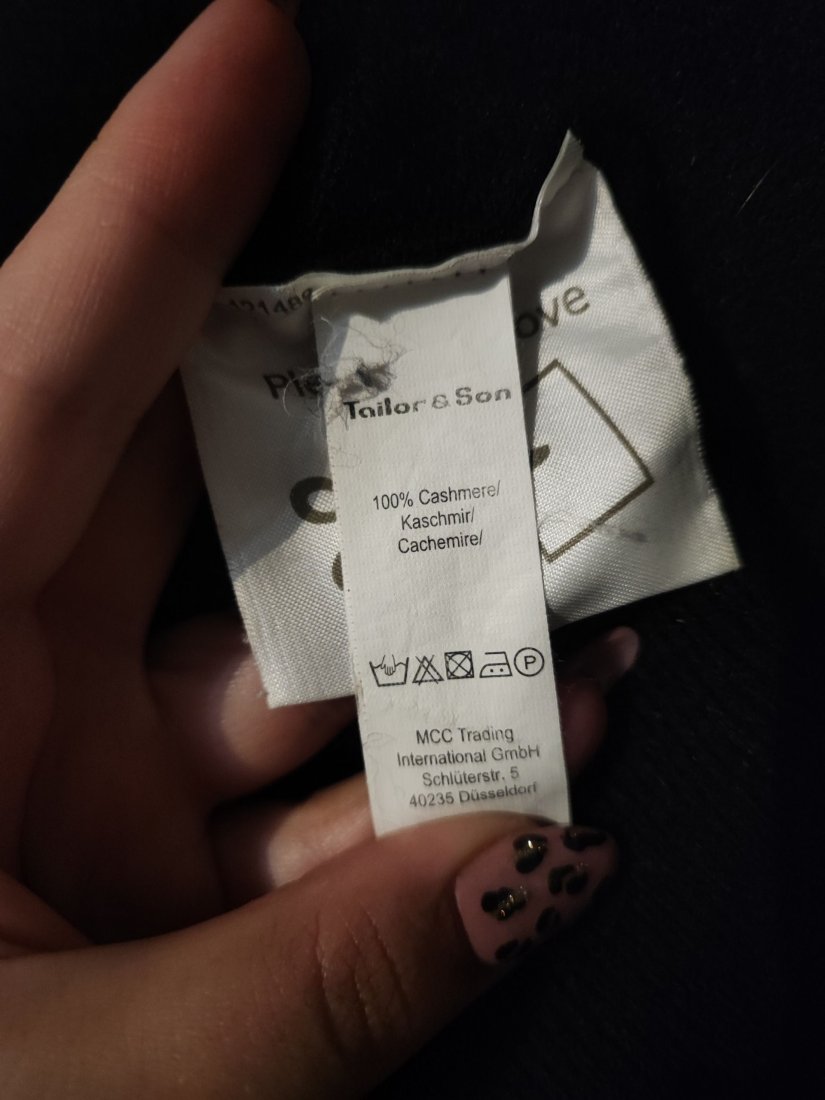 Tailor & Son
100% Cashmere/
Kaschmir/
Cachemire/
P
MCC Trading
International GmbH
Schlüterstr. 5
40235 Düsseldorf